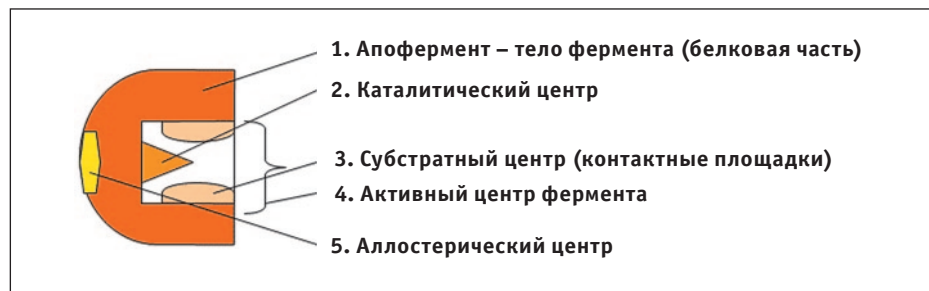 1. Апофермент – тело фермента (белковая часть)
2. Каталитический центр
3. Субстратный центр (контактные площадки)
4. Активный центр фермента
5. Аллостерический центр